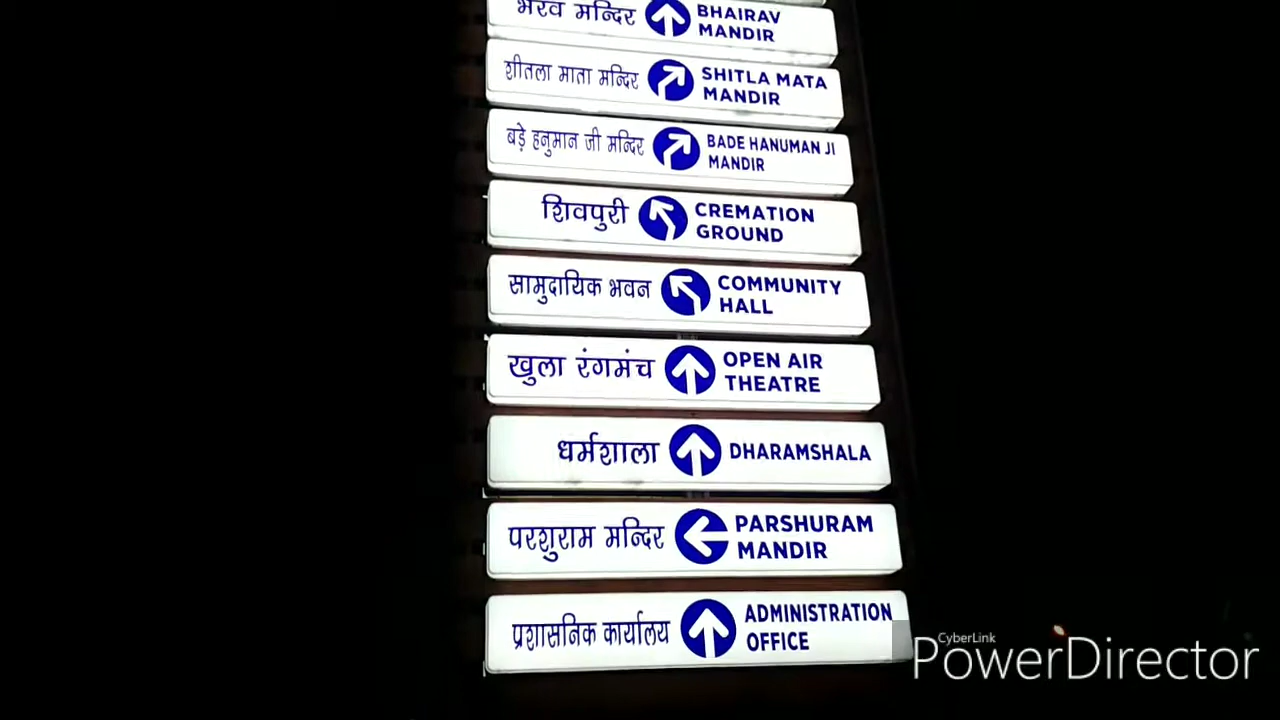 भैरव मन्दिर
BHAIRAV
MANDIR
शीतला माता मन्दिर
SHITLA MATA
MANDIR
बड़े हनुमान जी मन्दिर
BADE HANUMAN JI
MANDIR
शिवपुरी
CREMATION
GROUND
सामुदायिक भवन
COMMUNITY
HALL
खुला रंगमंच
OPEN AIR
THEATRE
धर्मशाला
DHARAMSHALA
परशुराम मन्दिर
PARSHURAM
MANDIR
प्रशासनिक कार्यालय
ADMINISTRATION
OFFICE
CyberLink
PowerDirector